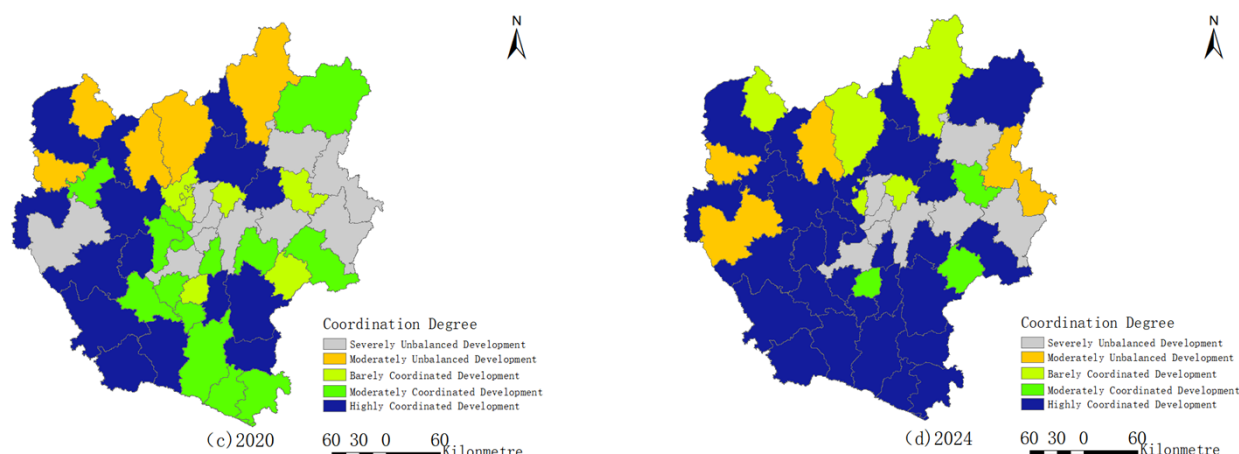 N
Coordination Degree
Severely Unbalanced Development
Moderately Unbalanced Development
Barely Coordinated Development
Moderately Coordinated Development
Highly Coordinated Development
(c)2020
60 30 0 60
Kilonmetre
N
Coordination Degree
Severely Unbalanced Development
Moderately Unbalanced Development
Barely Coordinated Development
Moderately Coordinated Development
Highly Coordinated Development
(d)2024
60 30 0 60
Kilonmetre